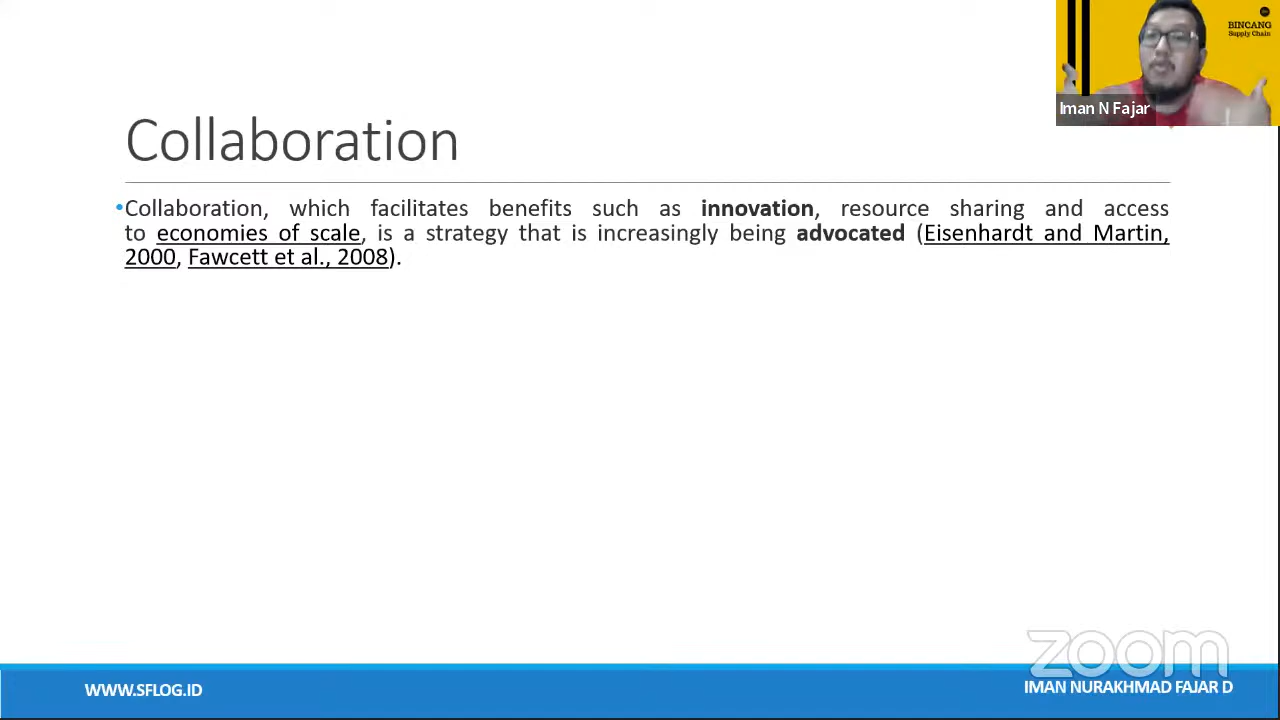 BINCANG
Supply Chain
Iman N Fajar
Collaboration
•Collaboration, which facilitates benefits such as innovation, resource sharing and access
to economies of scale, is a strategy that is increasingly being advocated (Eisenhardt and Martin,
2000, Fawcett et al., 2008).
zoom
WWW.SFLOG.ID
IMAN NURAKHMAD FAJAR D